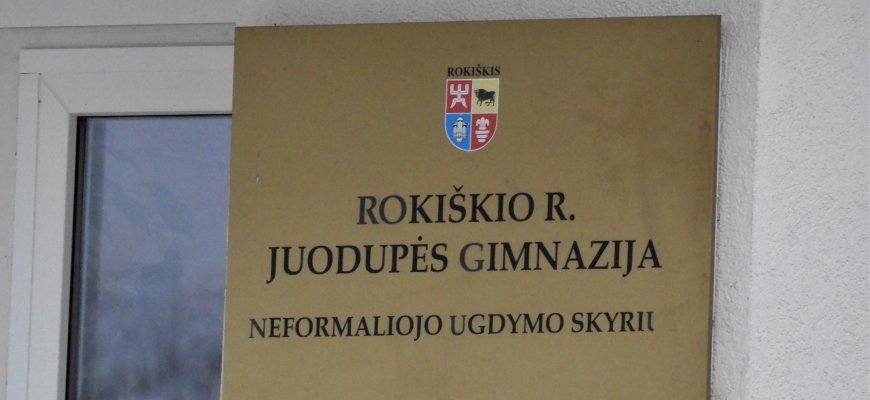 ROKIŠKIS
ROKIŠKIO R.
JUODUPĖS GIMNAZIJA
NEFORMALIOJO UGDYMO SKYRIU